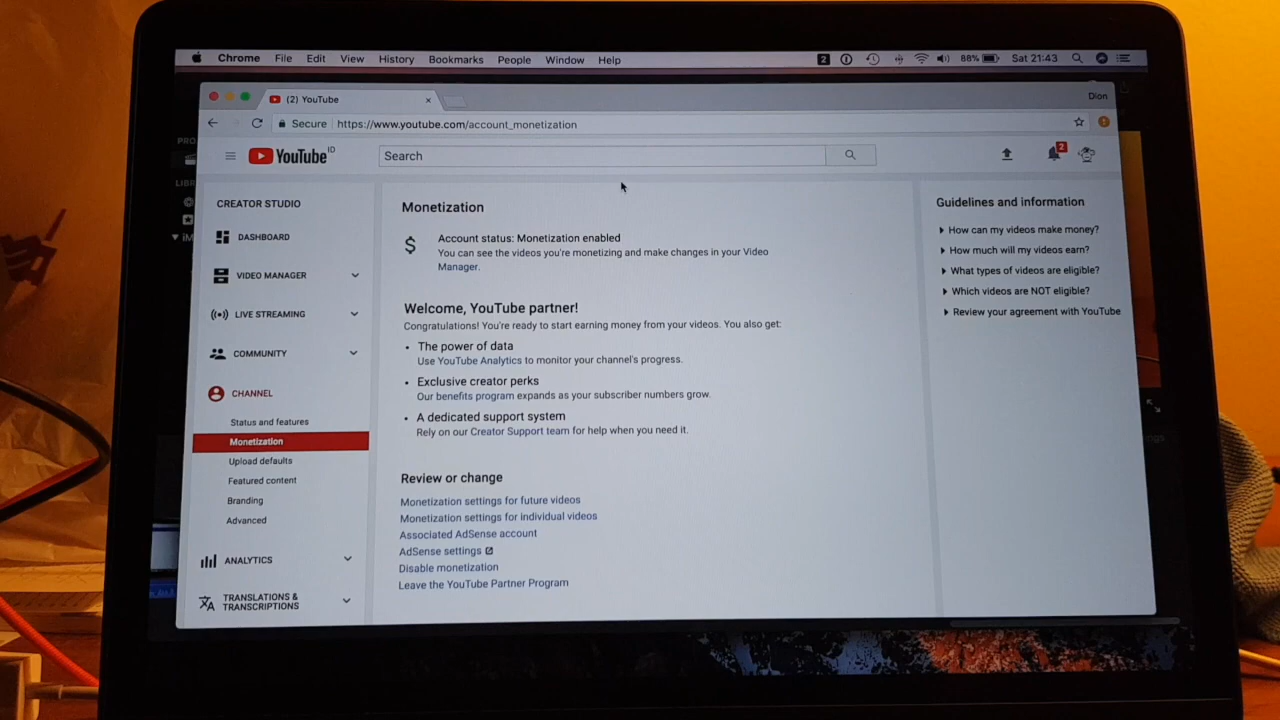 Chrome File Edit View History Bookmarks People Window Help 2 88% Sat 21:43
(2) YouTube × Dion
Secure https://www.youtube.com/account_monetization
YouTube ID Search 2
PRO
LIBR
iM
CREATOR STUDIO
DASHBOARD
VIDEO MANAGER
LIVE STREAMING
COMMUNITY
CHANNEL
Status and features
Monetization
Upload defaults
Featured content
Branding
Advanced
ANALYTICS
TRANSLATIONS &
TRANSCRIPTIONS
Monetization
$
Account status: Monetization enabled
You can see the videos you're monetizing and make changes in your Video
Manager.
Welcome, YouTube partner!
Congratulations! You're ready to start earning money from your videos. You also get:
• The power of data
Use YouTube Analytics to monitor your channel's progress.
• Exclusive creator perks
Our benefits program expands as your subscriber numbers grow.
• A dedicated support system
Rely on our Creator Support team for help when you need it.
Review or change
Monetization settings for future videos
Monetization settings for individual videos
Associated AdSense account
AdSense settings
Disable monetization
Leave the YouTube Partner Program
Guidelines and information
How can my videos make money?
How much will my videos earn?
What types of videos are eligible?
Which videos are NOT eligible?
Review your agreement with YouTube